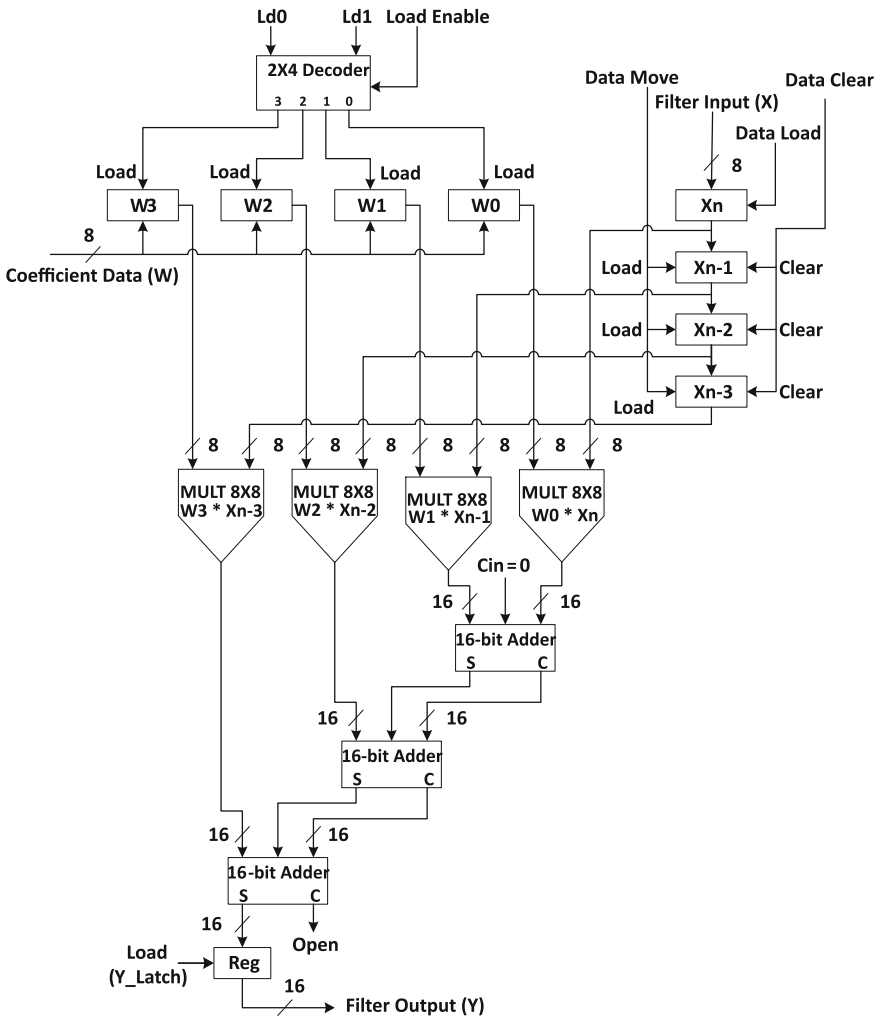 Ld0 Ld1 Load Enable
2X4 Decoder
3 2 1 0
Data Move
Filter Input (X)
Data Clear
Data Load
8
Load Load Load Load
W3 W2 W1 W0
Xn
8
Coefficient Data (W)
Load Xn-1 Clear
Load Xn-2 Clear
Xn-3 Clear
Load
8 8 8 8 8 8 8 8
MULT 8X8
W3 * Xn-3
MULT 8X8
W2 * Xn-2
MULT 8X8
W1 * Xn-1
MULT 8X8
W0 * Xn
Cin = 0
16 16
16-bit Adder
S C
16 16
16-bit Adder
S C
16 16
16-bit Adder
S C
16
Open
Load
(Y_Latch)
Reg
16
Filter Output (Y)